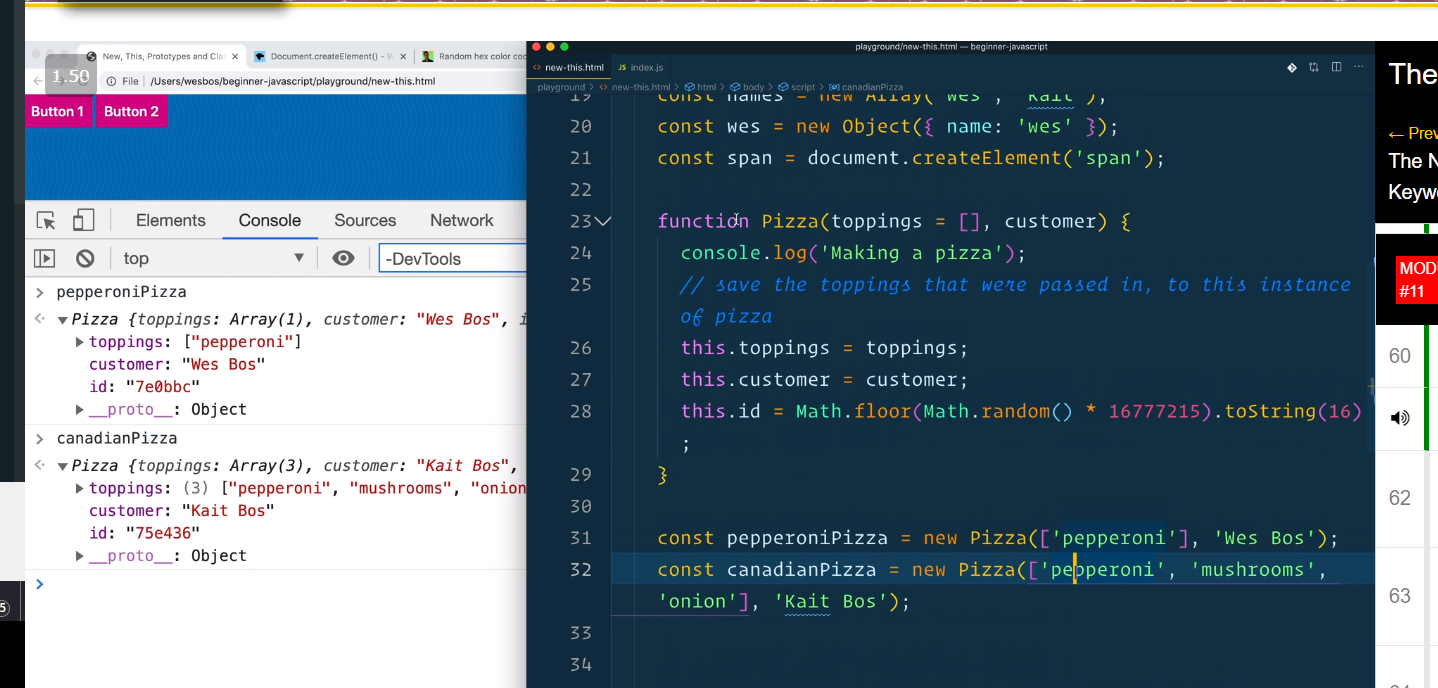 New, This, Prototypes and Cla
Document.createElement() - W
Random hex color coo
1.50
File
/Users/wesbos/beginner-javascript/playground/new-this.html
Button 1
Button 2
Elements
Console
Sources
Network
top
-DevTools
> pepperoniPizza
Pizza {toppings: Array(1), customer: "Wes Bos", i
toppings: ["pepperoni"]
customer: "Wes Bos"
id: "7e0bbc"
__proto__: Object
> canadianPizza
Pizza {toppings: Array(3), customer: "Kait Bos",
toppings: (3) ["pepperoni", "mushrooms", "onion
customer: "Kait Bos"
id: "75e436"
__proto__: Object
>
5
playground/new-this.html — beginner-javascript
<> new-this.html
JS index.js
playground > <> new-this.html > html > body > script > canadianPizza
19 const names = new Array('wes', 'kait');
20 const wes = new Object({ name: 'wes' });
21 const span = document.createElement('span');
22
23 function Pizza(toppings = [], customer) {
24 console.log('Making a pizza');
25 // save the toppings that were passed in, to this instance
of pizza
26 this.toppings = toppings;
27 this.customer = customer;
28 this.id = Math.floor(Math.random() * 16777215).toString(16)
;
29 }
30
31 const pepperoniPizza = new Pizza(['pepperoni'], 'Wes Bos');
32 const canadianPizza = new Pizza(['pepperoni', 'mushrooms',
'onion'], 'Kait Bos');
33
34
The
← Prev
The N
Keywo
MOD
#11
60
62
63